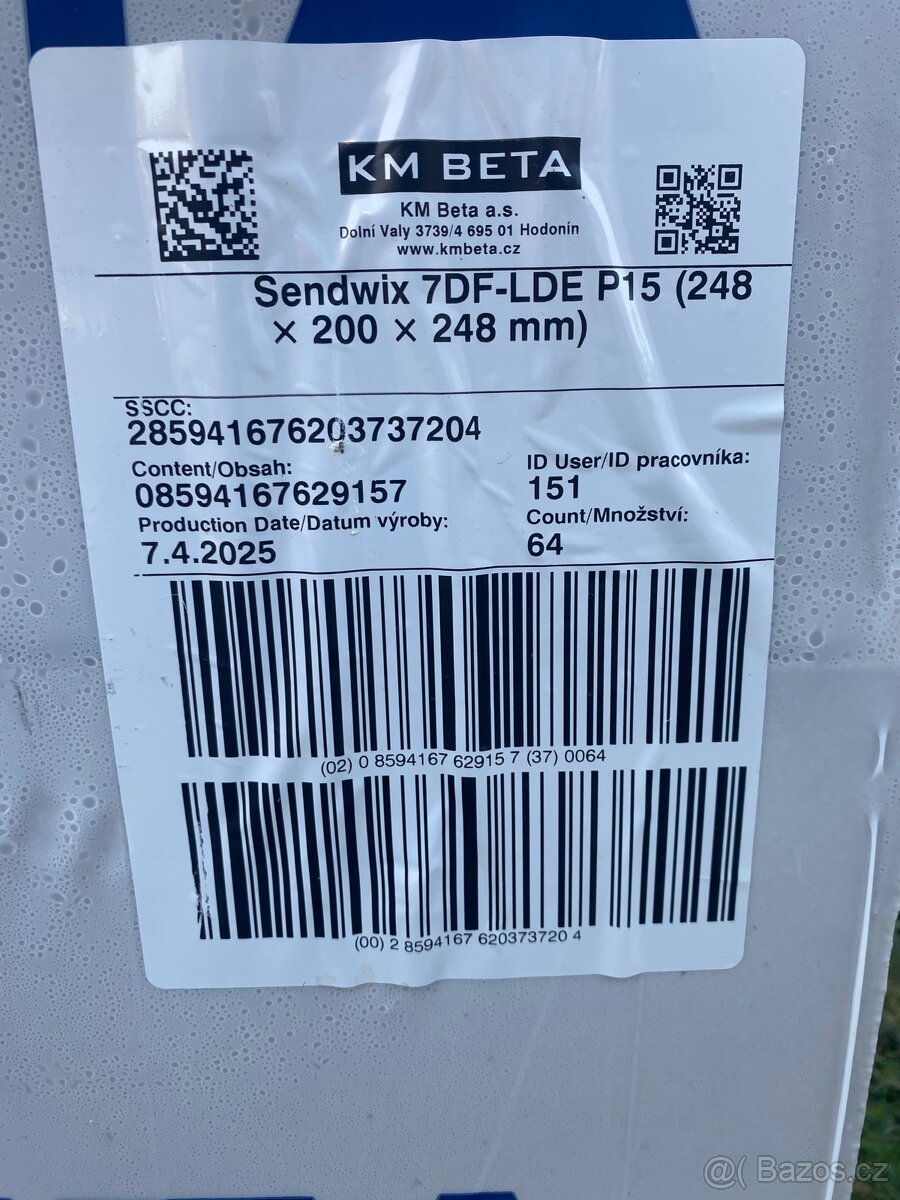 KM BETA
KM Beta a.s.
Dolní Valy 3739/4 695 01 Hodonín
www.kmbeta.cz
Sendwix 7DF-LDE P15 (248
× 200 × 248 mm)
SSCC:
285941676203737204
Content/Obsah:
08594167629157
ID User/ID pracovníka:
151
Production Date/Datum výroby:
7.4.2025
Count/Množství:
64
(02) 0 8594167 62915 7 (37) 0064
(00) 2 8594167 620373720 4
@( Bazos.cz